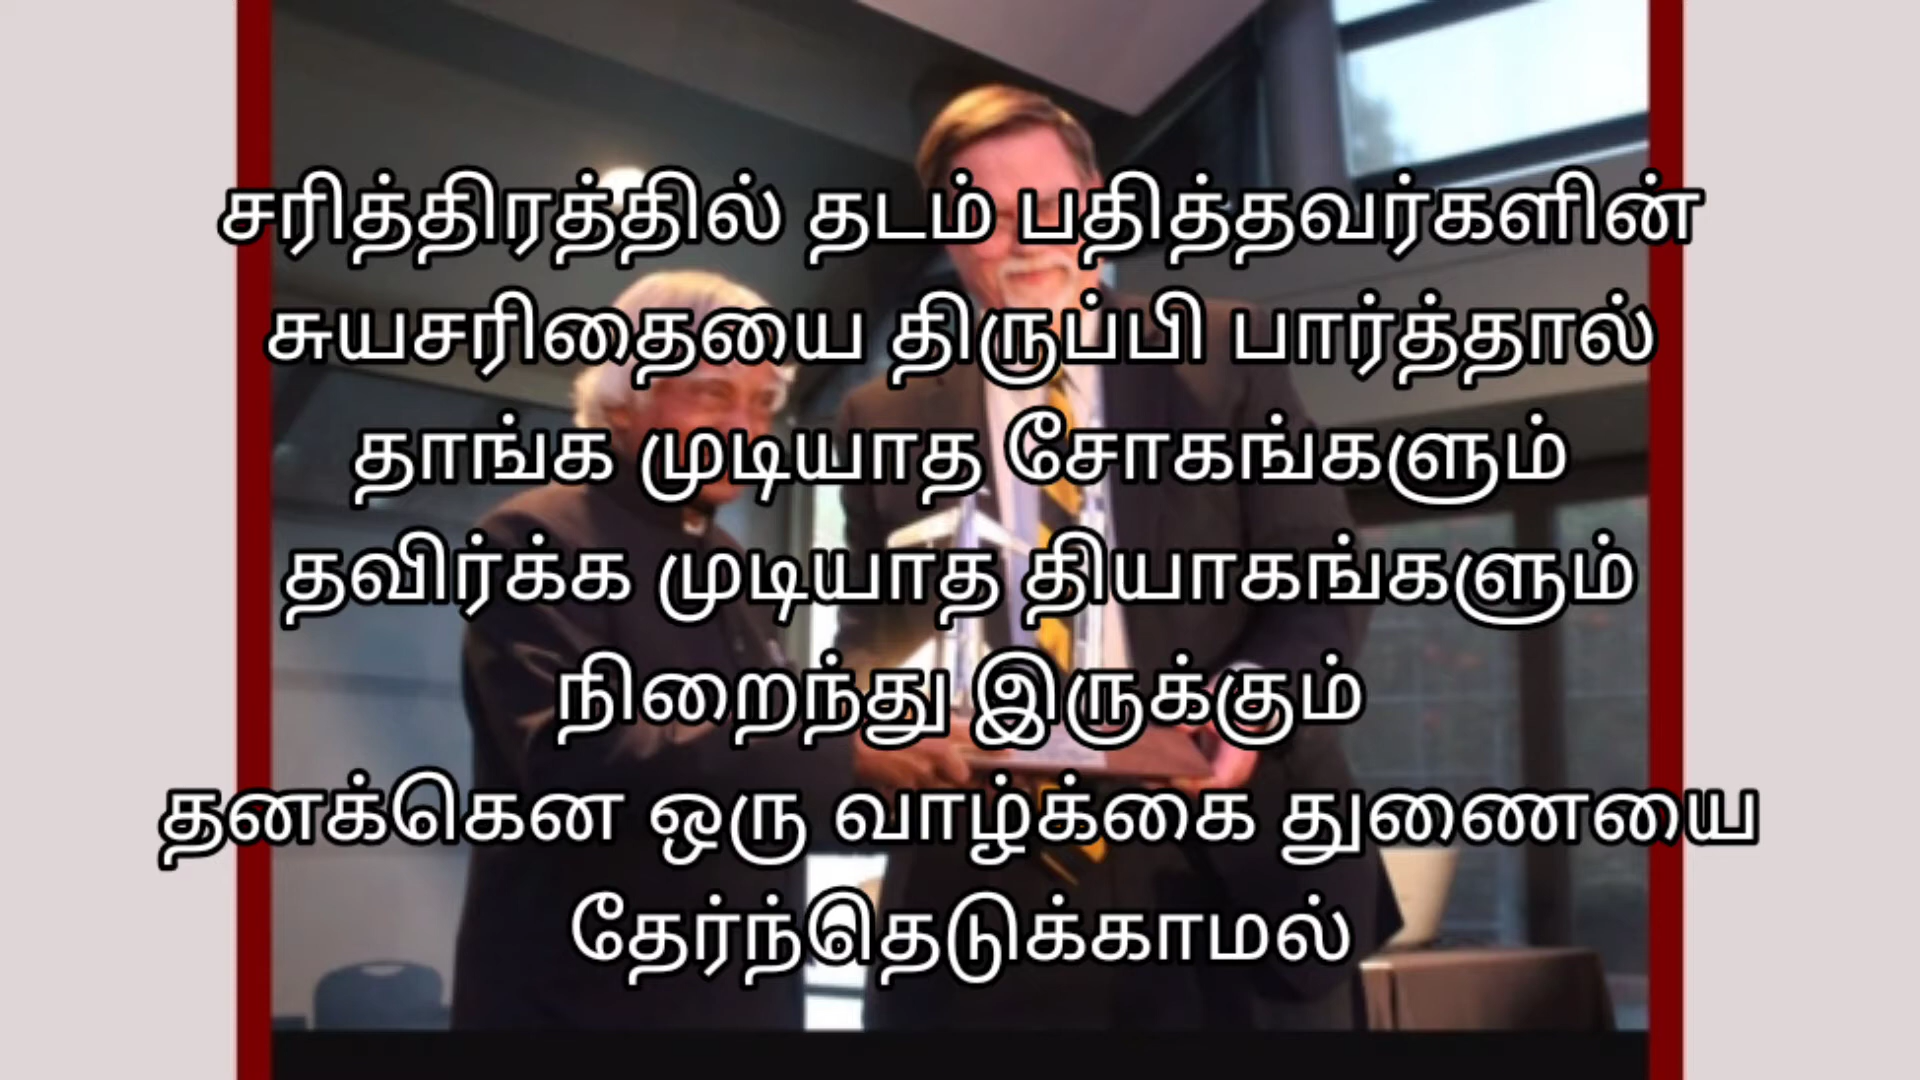 சரித்திரத்தில் தடம் பதித்தவர்களின்
சுயசரிதையை திருப்பி பார்த்தால்
தாங்க முடியாத சோகங்களும்
தவிர்க்க முடியாத தியாகங்களும்
நிறைந்து இருக்கும்
தனக்கென ஒரு வாழ்க்கை துணையை
தேர்ந்தெடுக்காமல்